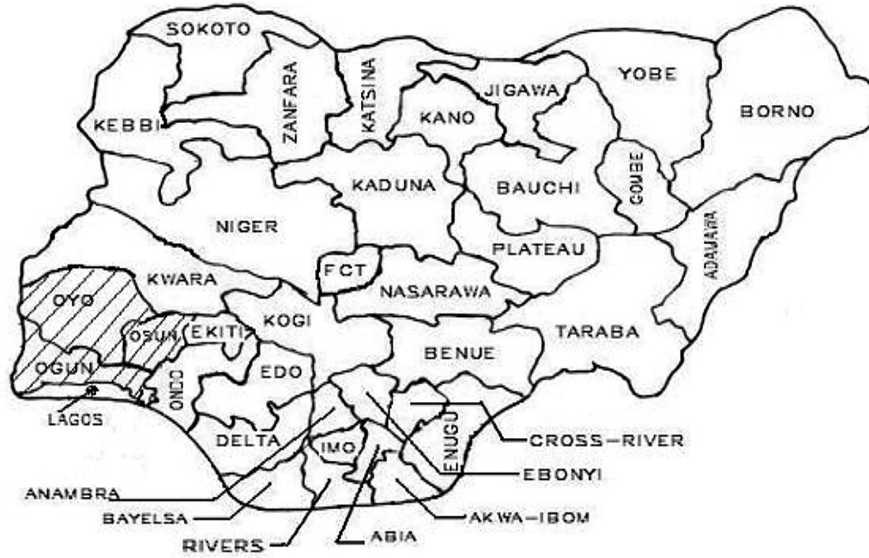 SOKOTO
ZANFARA
KATSINA
JIGAWA
YOBE
BORNO
KEBBI
KANO
KADUNA
BAUCHI
GOMBE
ADAMAWA
NIGER
PLATEAU
FCT
KWARA
NASARAWA
OYO
KOGI
TARABA
OSUN
EKITI
BENUE
OGUN
ONDO
EDO
LAGOS
DELTA
IMO
ENUGU
CROSS-RIVER
EBONYI
ANAMBRA
BAYELSA
AKWA-IBOM
RIVERS
ABIA